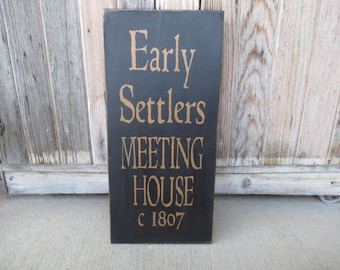 Early
Settlers
MEETING
HOUSE
c 1807